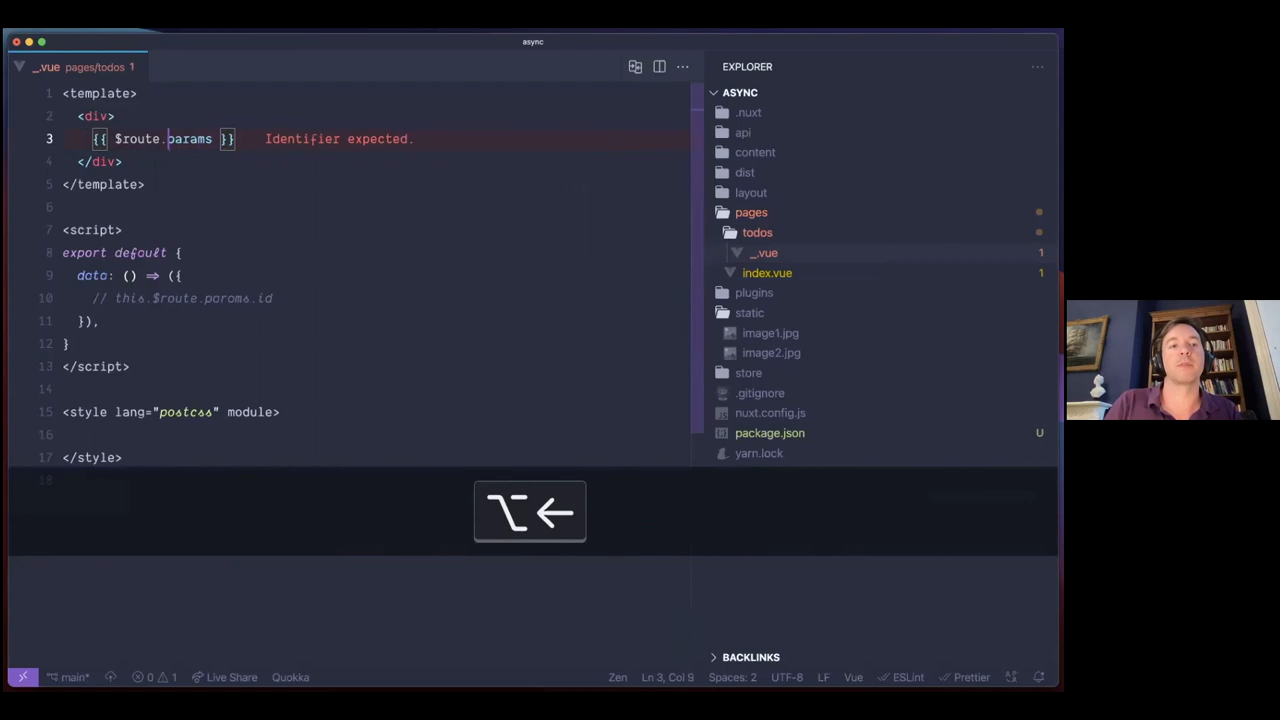 async
_.vue pages/todos 1
1 <template>
2 <div>
3 {{ $route.params }} Identifier expected.
4 </div>
5 </template>
6
7 <script>
8 export default {
9 data: () => ({
10 // this.$route.params.id
11 }),
12 }
13 </script>
14
15 <style lang="postcss" module>
16
17 </style>
18
EXPLORER
ASYNC
.nuxt
api
content
dist
layout
pages
todos
_.vue 1
index.vue 1
plugins
static
image1.jpg
image2.jpg
store
.gitignore
nuxt.config.js
package.json U
yarn.lock
⌥←
BACKLINKS
main* 0 1 Live Share Quokka Zen Ln 3, Col 9 Spaces: 2 UTF-8 LF Vue ESLint Prettier